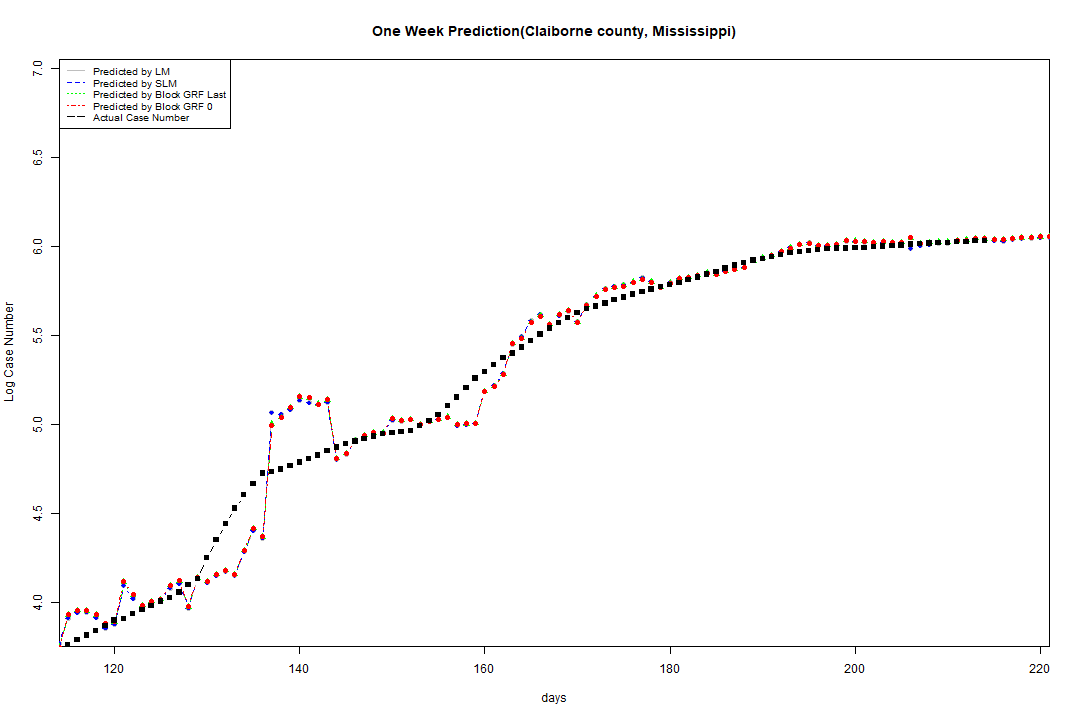 One Week Prediction(Claiborne county, Mississippi)
Predicted by LM
Predicted by SLM
Predicted by Block GRF Last
Predicted by Block GRF 0
Actual Case Number
7.0
6.5
6.0
5.5
5.0
4.5
4.0
Log Case Number
120 140 160 180 200 220
days